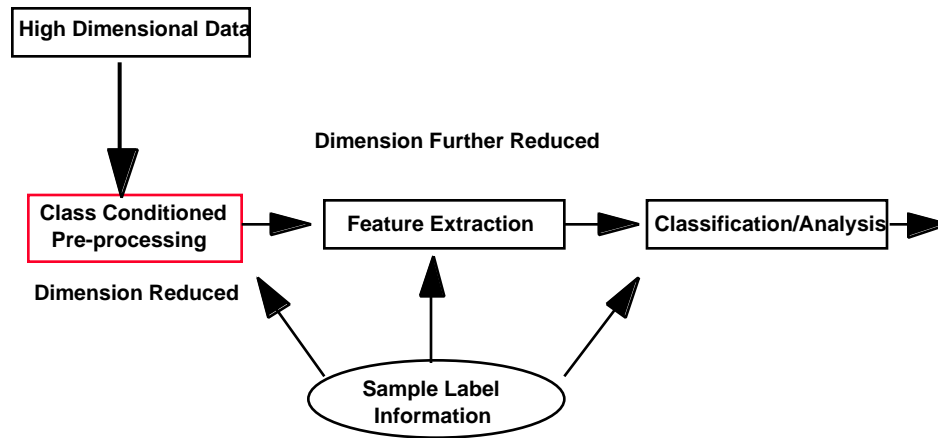 High Dimensional Data
Dimension Further Reduced
Class Conditioned
Pre-processing
Feature Extraction
Classification/Analysis
Dimension Reduced
Sample Label
Information